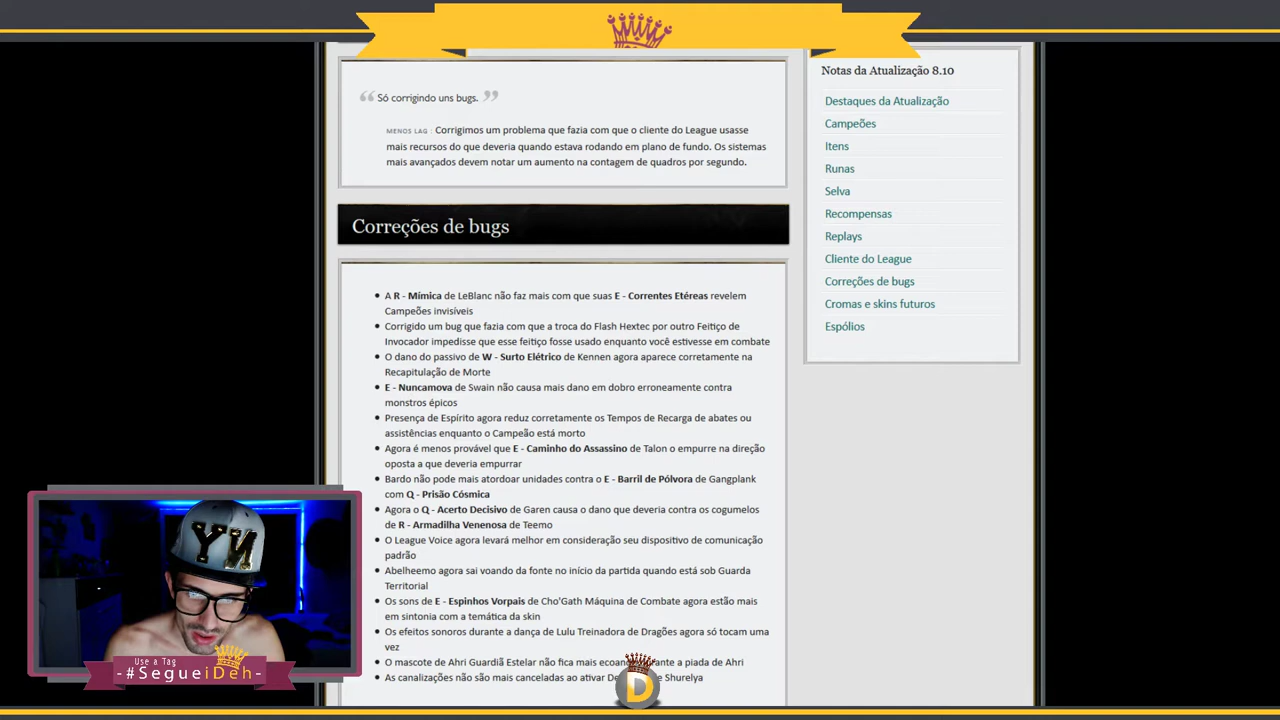 Só corrigindo uns bugs.
MENOS LAG : Corrigimos um problema que fazia com que o cliente do League usasse
mais recursos do que deveria quando estava rodando em plano de fundo. Os sistemas
mais avançados devem notar um aumento na contagem de quadros por segundo.
Correções de bugs
A R - Mímica de LeBlanc não faz mais com que suas E - Correntes Etéreas revelem
Campeões invisíveis
Corrigido um bug que fazia com que a troca do Flash Hextec por outro Feitiço de
Invocador impedisse que esse feitiço fosse usado enquanto você estivesse em combate
O dano do passivo de W - Surto Elétrico de Kennen agora aparece corretamente na
Recapitulação de Morte
E - Nuncamova de Swain não causa mais dano em dobro erroneamente contra
monstros épicos
Presença de Espírito agora reduz corretamente os Tempos de Recarga de abates ou
assistências enquanto o Campeão está morto
Agora é menos provável que E - Caminho do Assassino de Talon o empurre na direção
oposta a que deveria empurrar
Bardo não pode mais atordoar unidades contra o E - Barril de Pólvora de Gangplank
com Q - Prisão Cósmica
Agora o Q - Acerto Decisivo de Garen causa o dano que deveria contra os cogumelos
de R - Armadilha Venenosa de Teemo
O League Voice agora levará melhor em consideração seu dispositivo de comunicação
padrão
Abelheemo agora sai voando da fonte no início da partida quando está sob Guarda
Territorial
Os sons de E - Espinhos Vorpais de Cho'Gath Máquina de Combate agora estão mais
em sintonia com a temática da skin
Os efeitos sonoros durante a dança de Lulu Treinadora de Dragões agora só tocam uma
vez
O mascote de Ahri Guardiã Estelar não fica mais a piada de Ahri
As canalizações não são mais canceladas ao ativar Shurelya
Notas da Atualização 8.10
Destaques da Atualização
Campeões
Itens
Runas
Selva
Recompensas
Replays
Cliente do League
Correções de bugs
Cromas e skins futuros
Espólios
YN
Use a Tag
-#SegueiDeh-
D